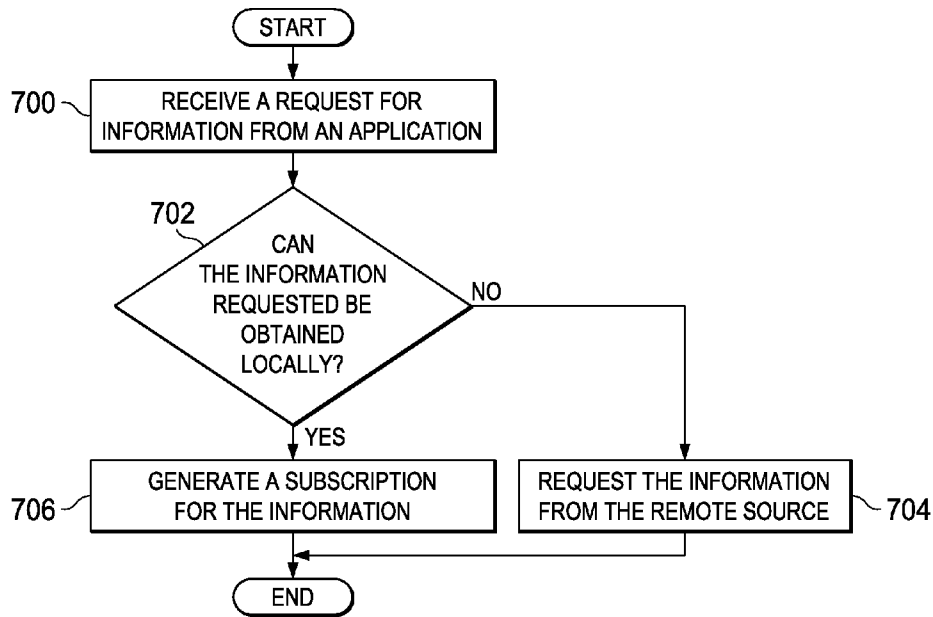 START
700
RECEIVE A REQUEST FOR
INFORMATION FROM AN APPLICATION
702
CAN
THE INFORMATION
REQUESTED BE
OBTAINED
LOCALLY?
NO
YES
706
GENERATE A SUBSCRIPTION
FOR THE INFORMATION
REQUEST THE INFORMATION
FROM THE REMOTE SOURCE
704
END